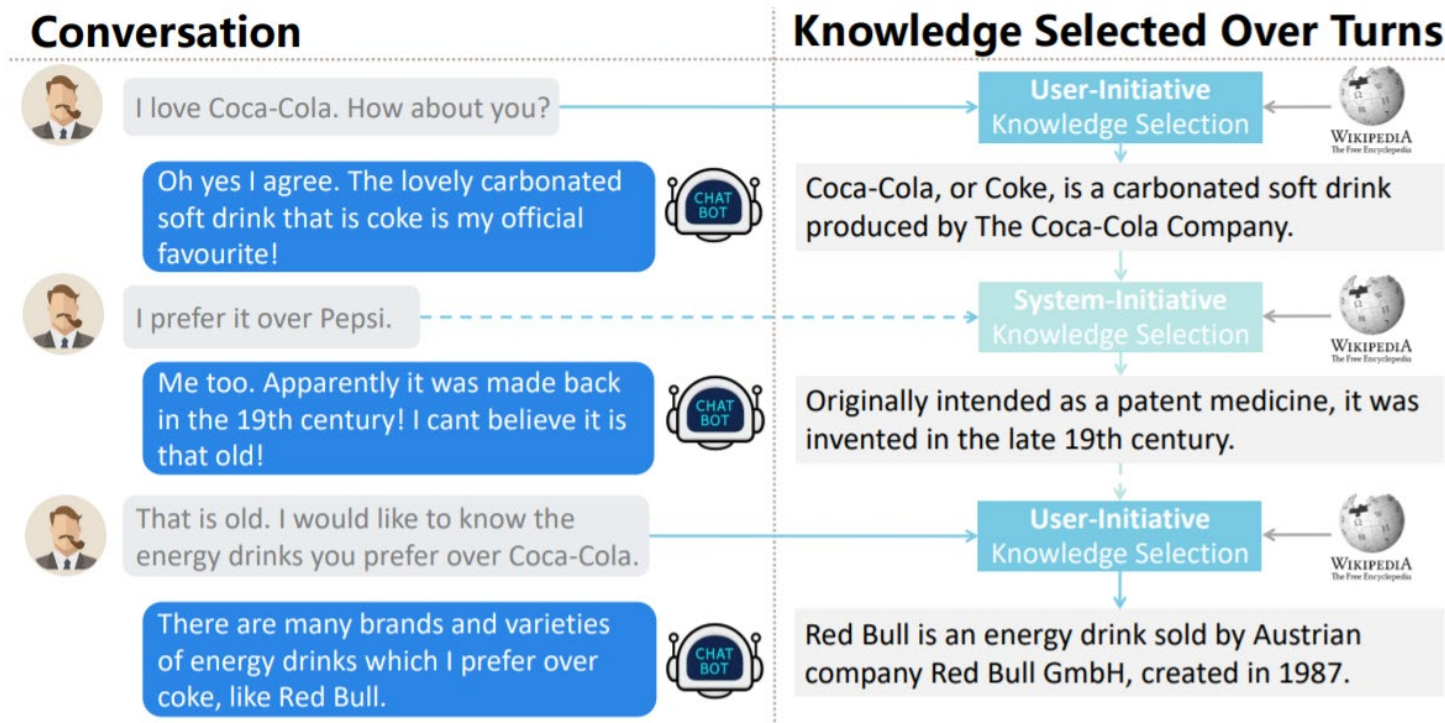 Conversation
Knowledge Selected Over Turns
I love Coca-Cola. How about you?
User-Initiative
Knowledge Selection
WIKIPEDIA
The Free Encyclopedia
Oh yes I agree. The lovely carbonated
soft drink that is coke is my official
favourite!
CHAT
BOT
Coca-Cola, or Coke, is a carbonated soft drink
produced by The Coca-Cola Company.
I prefer it over Pepsi.
System-Initiative
Knowledge Selection
WIKIPEDIA
The Free Encyclopedia
Me too. Apparently it was made back
in the 19th century! I cant believe it is
that old!
CHAT
BOT
Originally intended as a patent medicine, it was
invented in the late 19th century.
That is old. I would like to know the
energy drinks you prefer over Coca-Cola.
User-Initiative
Knowledge Selection
WIKIPEDIA
The Free Encyclopedia
There are many brands and varieties
of energy drinks which I prefer over
coke, like Red Bull.
CHAT
BOT
Red Bull is an energy drink sold by Austrian
company Red Bull GmbH, created in 1987.